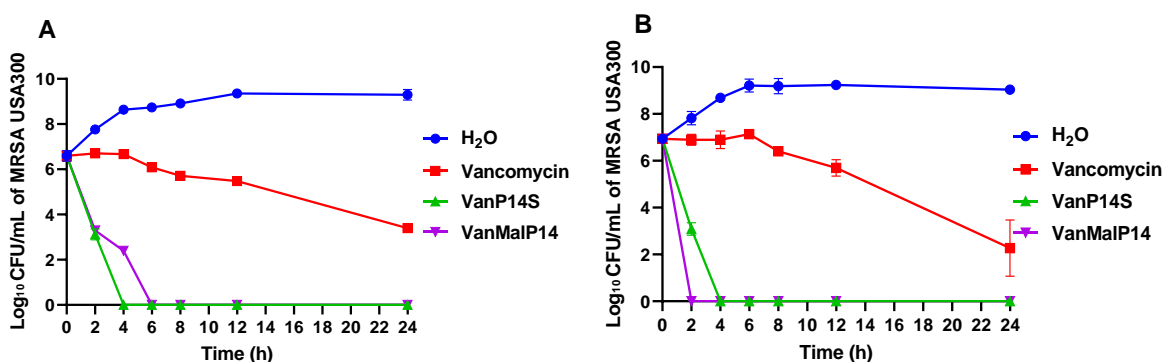 A
Log₁₀ CFU/mL of MRSA USA300
10
8
6
4
2
0
0 2 4 6 8 10 12 14 16 18 20 22 24
Time (h)
H₂O
Vancomycin
VanP14S
VanMalP14
B
Log₁₀ CFU/mL of MRSA USA300
10
8
6
4
2
0
0 2 4 6 8 10 12 14 16 18 20 22 24
Time (h)
H₂O
Vancomycin
VanP14S
VanMalP14